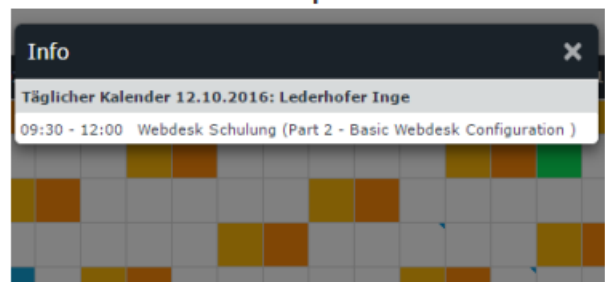 Info
Täglicher Kalender 12.10.2016: Lederhofer Inge
09:30 - 12:00 Webdesk Schulung (Part 2 - Basic Webdesk Configuration )